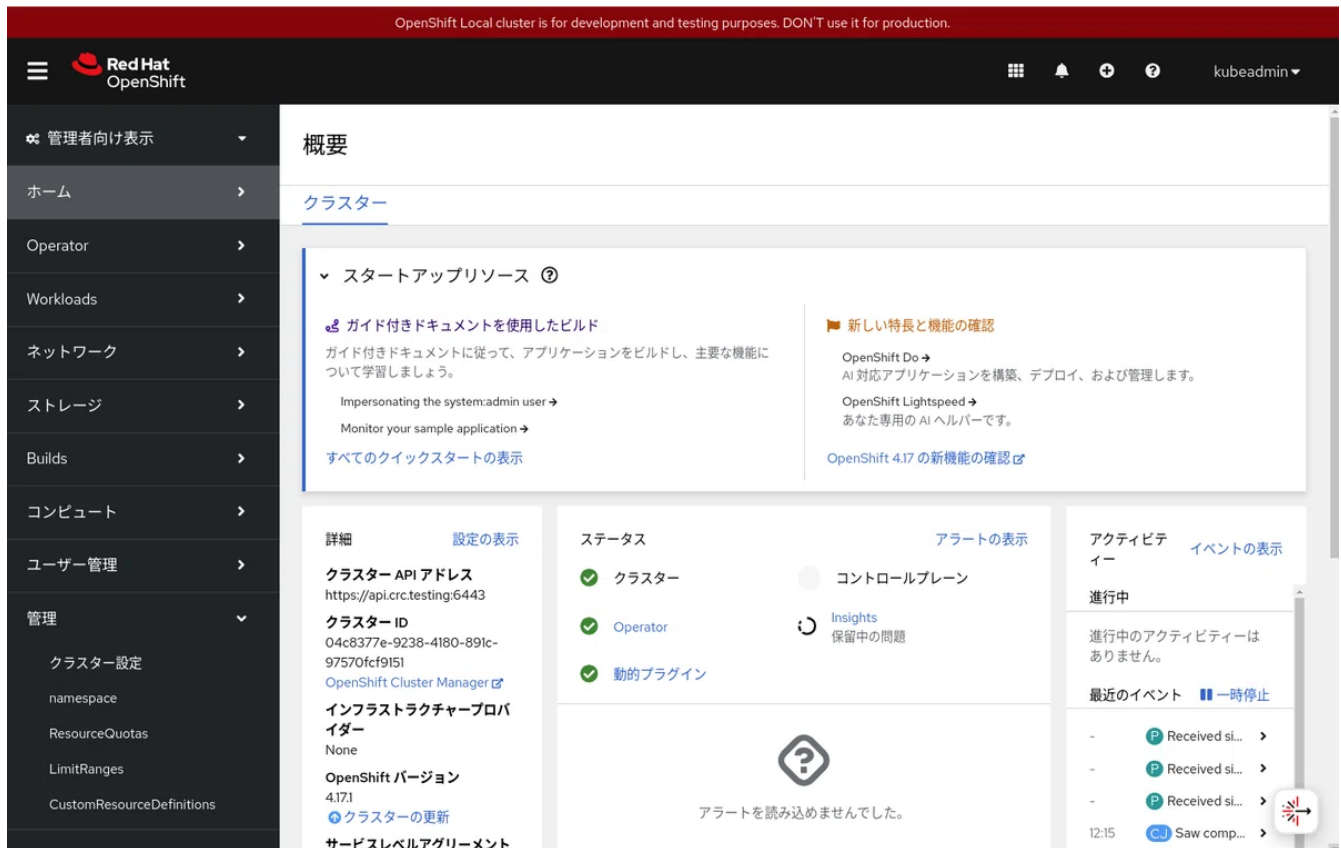 OpenShift Local cluster is for development and testing purposes. DON'T use it for production.
Red Hat
OpenShift
kubeadmin
管理者向け表示
ホーム
Operator
Workloads
ネットワーク
ストレージ
Builds
コンピュート
ユーザー管理
管理
クラスター設定
namespace
ResourceQuotas
LimitRanges
CustomResourceDefinitions
概要
クラスター
スタートアップリソース
ガイド付きドキュメントを使用したビルド
ガイド付きドキュメントに従って、アプリケーションをビルドし、主要な機能に
ついて学習しましょう。
Impersonating the system:admin user →
Monitor your sample application →
すべてのクイックスタートの表示
新しい特長と機能の確認
OpenShift Do →
AI 対応アプリケーションを構築、デプロイ、および管理します。
OpenShift Lightspeed →
あなた専用の AI ヘルパーです。
OpenShift 4.17 の新機能の確認
詳細
設定の表示
クラスター API アドレス
https://api.crc.testing:6443
クラスター ID
04c8377e-9238-4180-891c-
97570fcf9151
OpenShift Cluster Manager
インフラストラクチャープロバ
イダー
None
OpenShift バージョン
4.17.1
クラスターの更新
サービスレベルアグリーメント
ステータス
アラートの表示
クラスター
コントロールプレーン
Operator
Insights
保留中の問題
動的プラグイン
アラートを読み込めませんでした。
アクティビテ
ィー
イベントの表示
進行中
進行中のアクティビティーは
ありません。
最近のイベント
一時停止
- P Received si...
- P Received si...
- P Received si...
12:15 CJ Saw comp...